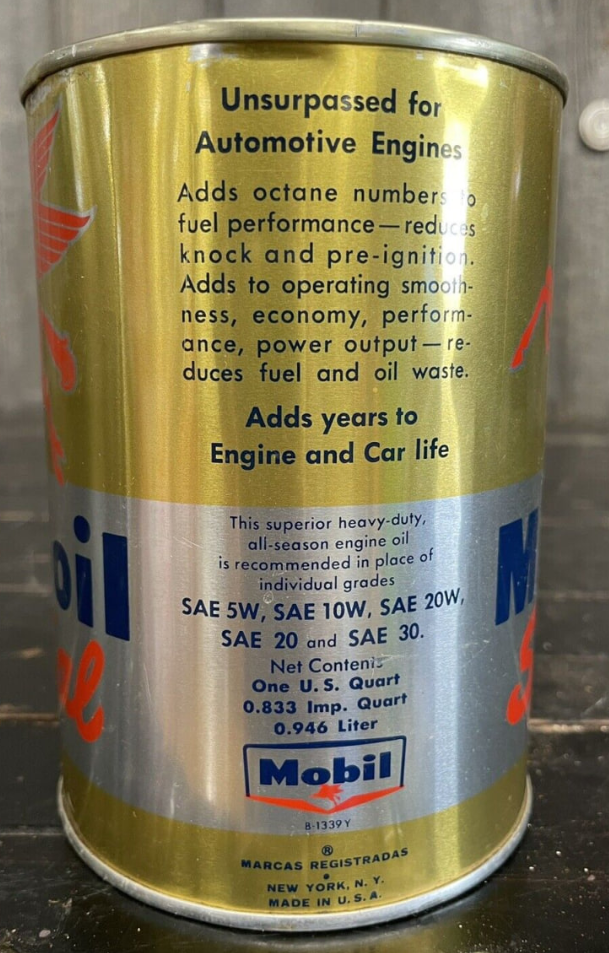 Unsurpassed for
Automotive Engines
Adds octane numbers to
fuel performance—reduces
knock and pre-ignition.
Adds to operating smooth-
ness, economy, perform-
ance, power output—re-
duces fuel and oil waste.
Adds years to
Engine and Car life
This superior heavy-duty,
all-season engine oil
is recommended in place of
individual grades
SAE 5W, SAE 10W, SAE 20W,
SAE 20 and SAE 30.
Net Contents
One U.S. Quart
0.833 Imp. Quart
0.946 Liter
Mobil
8-1339Y
®
MARCAS REGISTRADAS
•
NEW YORK, N. Y.
MADE IN U.S.A.
oil
al
M
S